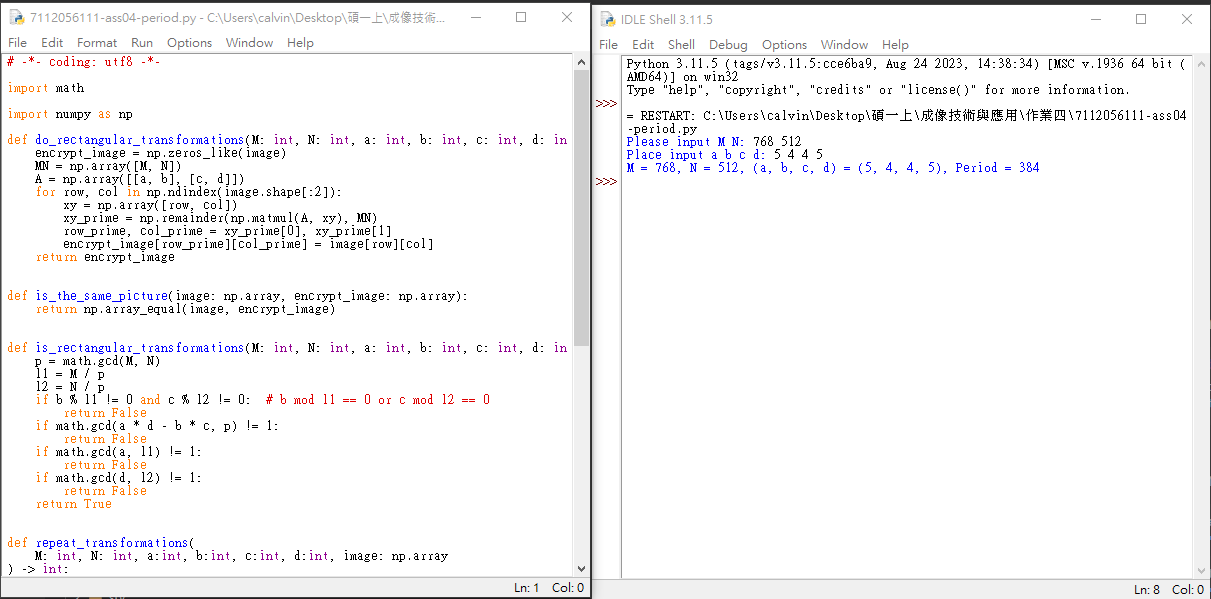 7112056111-ass04-period.py - C:\Users\calvin\Desktop\碩一上\成像技術...
File Edit Format Run Options Window Help
# -*- coding: utf8 -*-
import math
import numpy as np
def do_rectangular_transformations(M: int, N: int, a: int, b: int, c: int, d: in
    encrypt_image = np.zeros_like(image)
    MN = np.array([M, N])
    A = np.array([[a, b], [c, d]])
    for row, col in np.ndindex(image.shape[:2]):
        xy = np.array([row, col])
        xy_prime = np.remainder(np.matmul(A, xy), MN)
        row_prime, col_prime = xy_prime[0], xy_prime[1]
        encrypt_image[row_prime][col_prime] = image[row][col]
    return encrypt_image
def is_the_same_picture(image: np.array, encrypt_image: np.array):
    return np.array_equal(image, encrypt_image)
def is_rectangular_transformations(M: int, N: int, a: int, b: int, c: int, d: in
    p = math.gcd(M, N)
    l1 = M / p
    l2 = N / p
    if b % l1 != 0 and c % l2 != 0:  # b mod l1 == 0 or c mod l2 == 0
        return False
    if math.gcd(a * d - b * c, p) != 1:
        return False
    if math.gcd(a, l1) != 1:
        return False
    if math.gcd(d, l2) != 1:
        return False
    return True
def repeat_transformations(
    M: int, N: int, a:int, b:int, c:int, d:int, image: np.array
) -> int:
Ln: 1 Col: 0
IDLE Shell 3.11.5
File Edit Shell Debug Options Window Help
Python 3.11.5 (tags/v3.11.5:cce6ba9, Aug 24 2023, 14:38:34) [MSC v.1936 64 bit (
AMD64)] on win32
Type "help", "copyright", "credits" or "license()" for more information.
>>>
= RESTART: C:\Users\calvin\Desktop\碩一上\成像技術與應用\作業四\7112056111-ass04
-period.py
Please input M N: 768 512
Place input a b c d: 5 4 4 5
M = 768, N = 512, (a, b, c, d) = (5, 4, 4, 5), Period = 384
>>>
Ln: 8 Col: 0